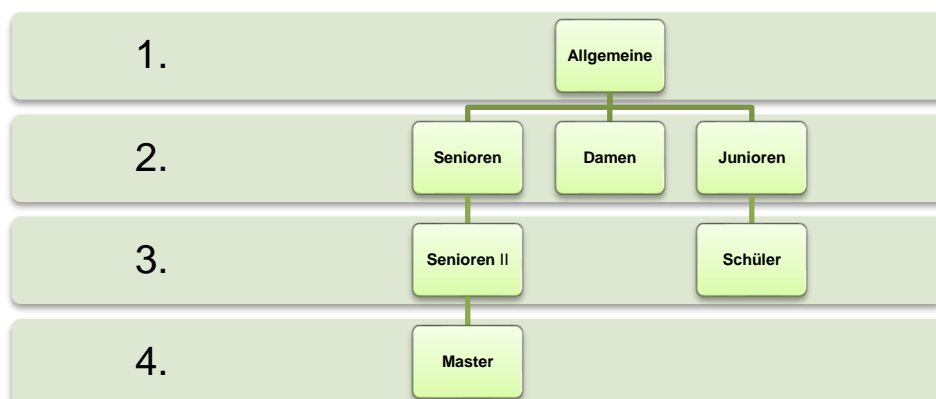 1.
Allgemeine
2.
Senioren
Damen
Junioren
3.
Senioren II
Schüler
4.
Master